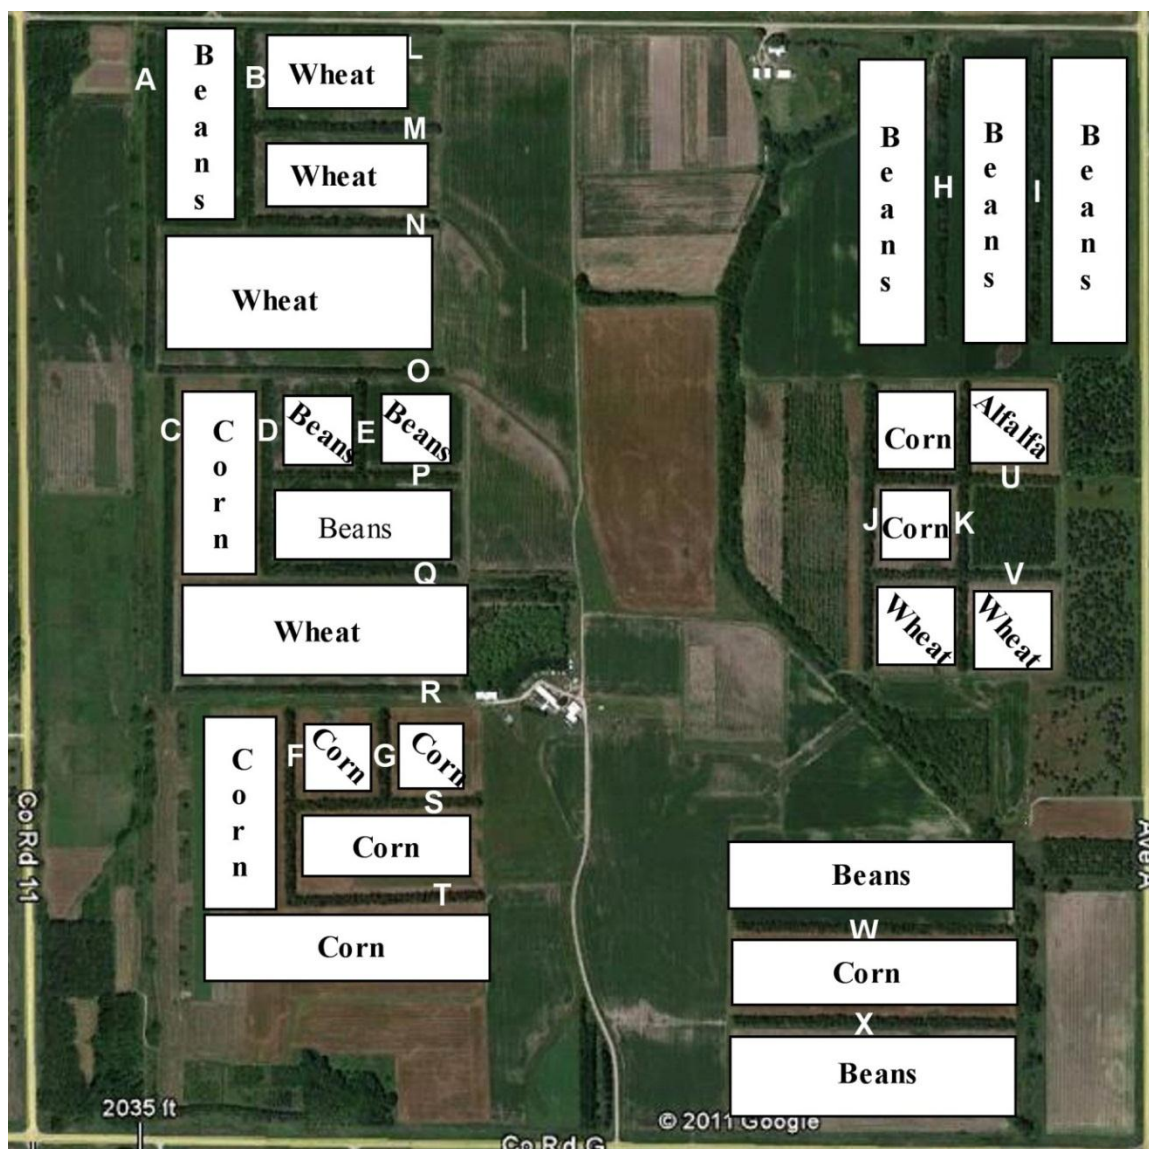 A
Beans
B
Wheat
L
M
Wheat
N
Wheat
O
C
Corn
D
Beans
E
Beans
P
Beans
Q
Wheat
R
Corn
F
Corn
G
Corn
S
Corn
T
Corn
Beans
H
Beans
I
Beans
Corn
Alfalfa
U
J
Corn
K
V
Wheat
Wheat
Beans
W
Corn
X
Beans
Co Rd 11
Ave A
2035 ft
© 2011 Google
Co Rd G